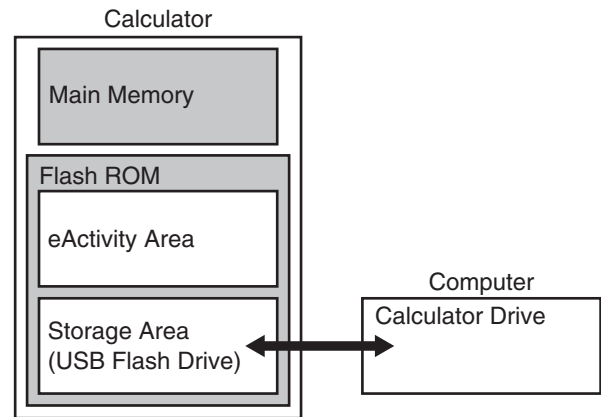 Calculator
Main Memory
Flash ROM
eActivity Area
Storage Area
(USB Flash Drive)
Computer
Calculator Drive